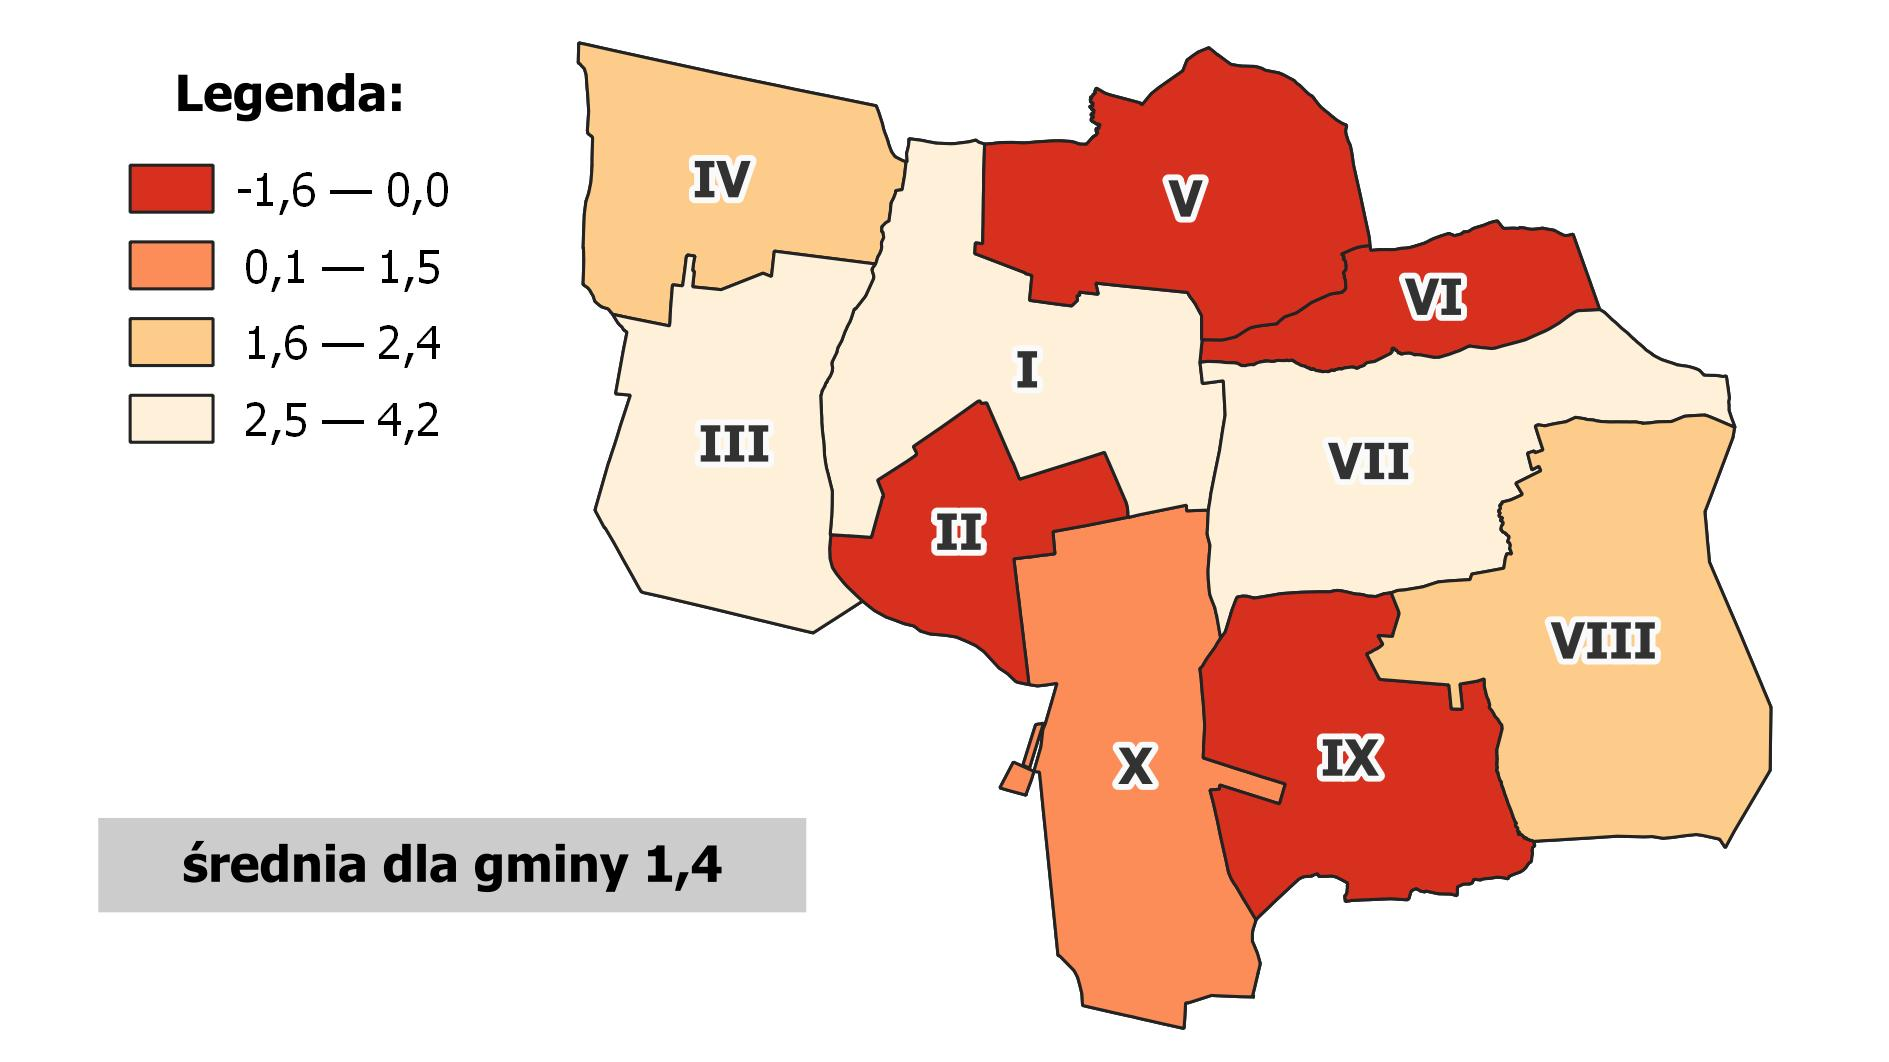 Legenda:
-1,6 — 0,0
0,1 — 1,5
1,6 — 2,4
2,5 — 4,2
IV
V
VI
I
III
VII
II
VIII
IX
X
średnia dla gminy 1,4